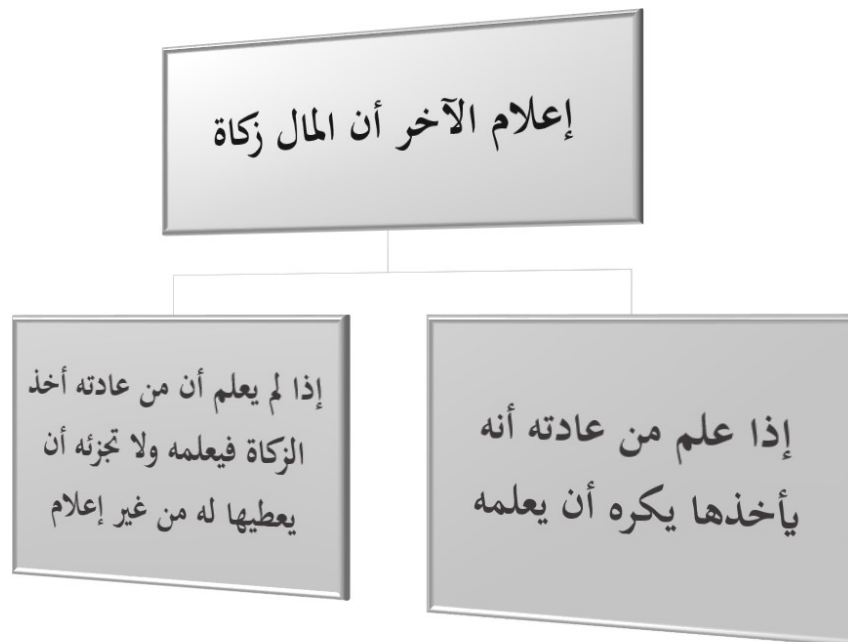 إعلام الآخر أن المال زكاة
إذا علم من عادته أنه
يأخذها يكره أن يعلمه
إذا لم يعلم أن من عادته أخذ
الزكاة فيعلمه ولا تجزئه أن
يعطيها له من غير إعلام